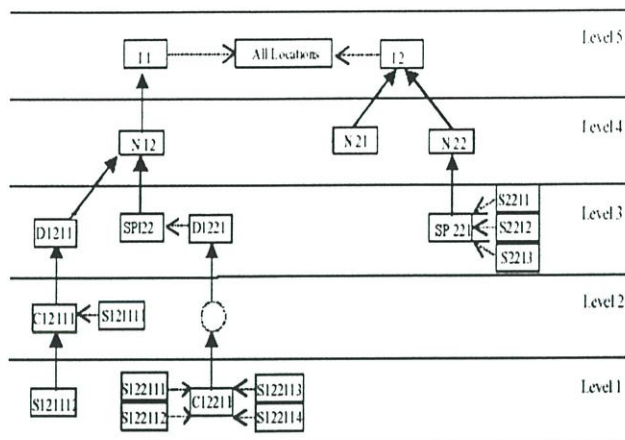 Level 5
I1
All Locations
I2
Level 4
N12
N21
N22
Level 3
D1211
SP122
D1221
SP 221
S2211
S2212
S2213
Level 2
C12111
S121111
Level 1
S121112
S122111
S122112
C12211
S122113
S122114